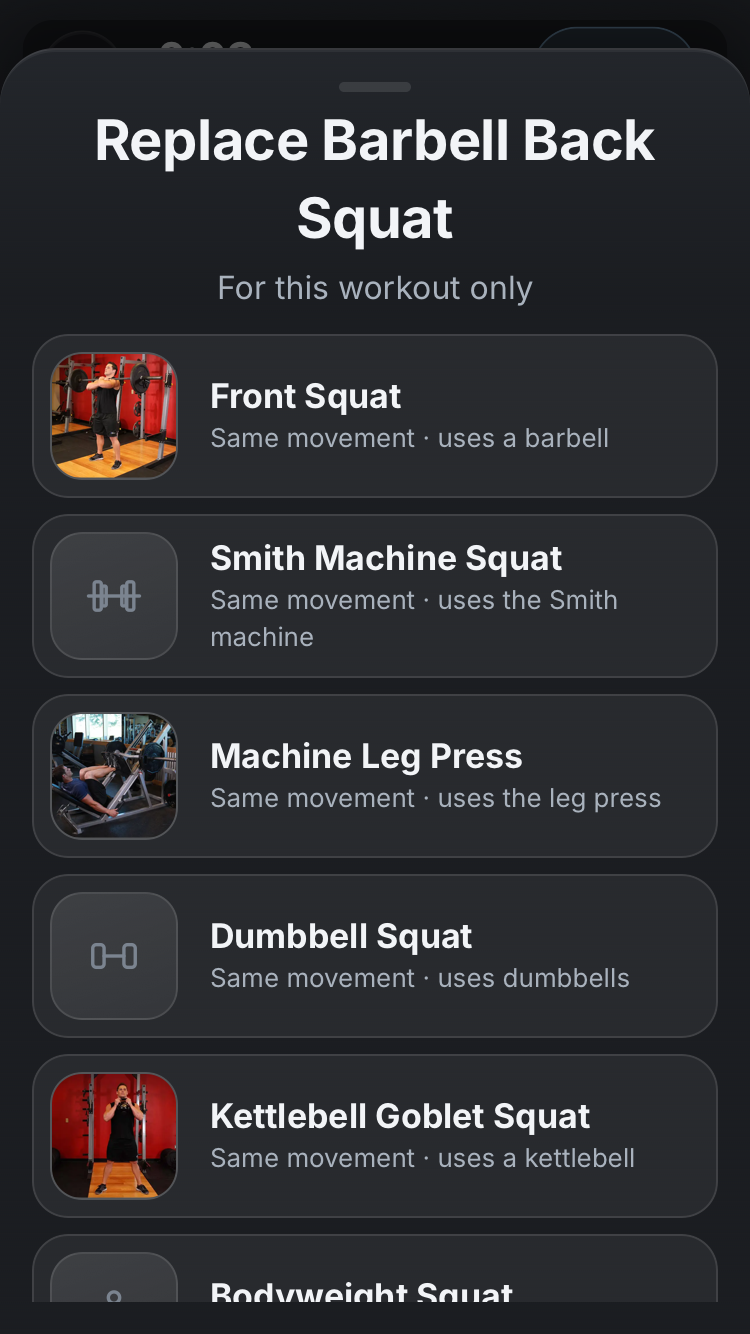 Replace Barbell Back
Squat
For this workout only
Front Squat
Same movement · uses a barbell
Smith Machine Squat
Same movement · uses the Smith
machine
Machine Leg Press
Same movement · uses the leg press
Dumbbell Squat
Same movement · uses dumbbells
Kettlebell Goblet Squat
Same movement · uses a kettlebell
Bodyweight Squat